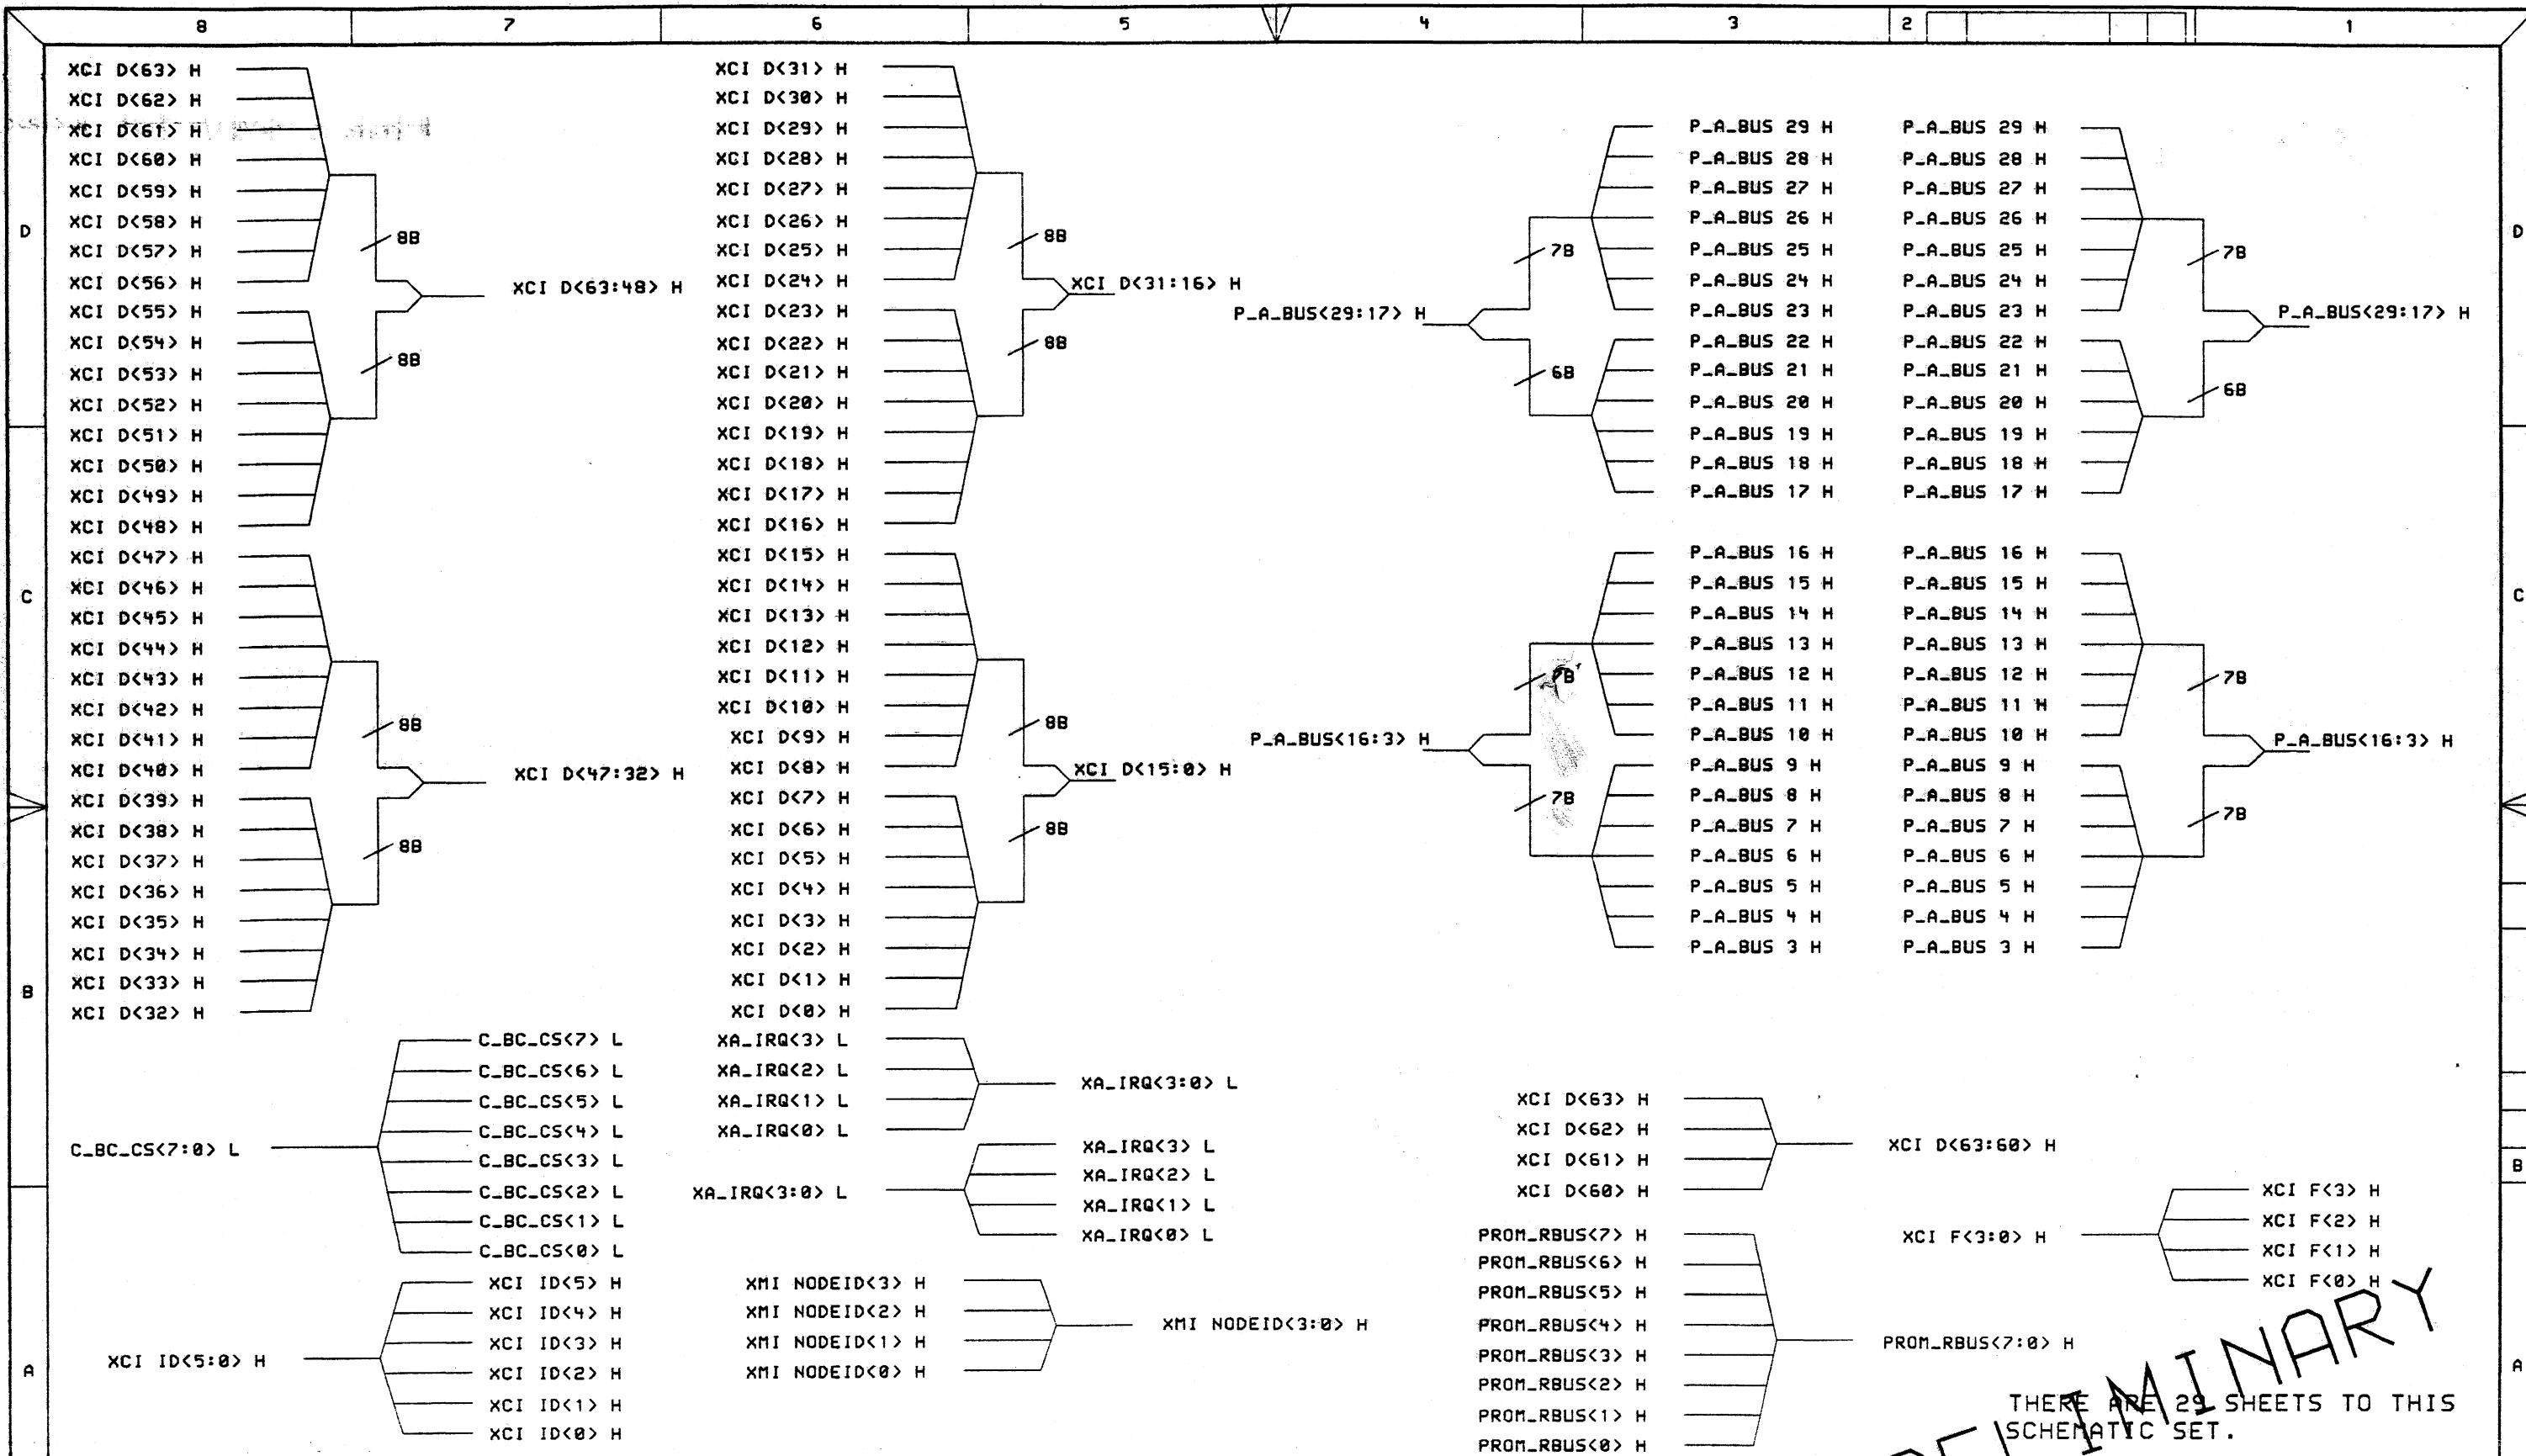 8 7 6 5 4 3 2 1
D
C
B
A
XCI D<63> H
XCI D<62> H
XCI D<61> H
XCI D<60> H
XCI D<59> H
XCI D<58> H
XCI D<57> H
XCI D<56> H
XCI D<55> H
XCI D<54> H
XCI D<53> H
XCI D<52> H
XCI D<51> H
XCI D<50> H
XCI D<49> H
XCI D<48> H
8B
8B
XCI D<63:48> H
XCI D<47> H
XCI D<46> H
XCI D<45> H
XCI D<44> H
XCI D<43> H
XCI D<42> H
XCI D<41> H
XCI D<40> H
XCI D<39> H
XCI D<38> H
XCI D<37> H
XCI D<36> H
XCI D<35> H
XCI D<34> H
XCI D<33> H
XCI D<32> H
8B
8B
XCI D<47:32> H
C_BC_CS<7:0> L
C_BC_CS<7> L
C_BC_CS<6> L
C_BC_CS<5> L
C_BC_CS<4> L
C_BC_CS<3> L
C_BC_CS<2> L
C_BC_CS<1> L
C_BC_CS<0> L
XCI ID<5:0> H
XCI ID<5> H
XCI ID<4> H
XCI ID<3> H
XCI ID<2> H
XCI ID<1> H
XCI ID<0> H
XCI D<31> H
XCI D<30> H
XCI D<29> H
XCI D<28> H
XCI D<27> H
XCI D<26> H
XCI D<25> H
XCI D<24> H
XCI D<23> H
XCI D<22> H
XCI D<21> H
XCI D<20> H
XCI D<19> H
XCI D<18> H
XCI D<17> H
XCI D<16> H
8B
8B
XCI D<31:16> H
XCI D<15> H
XCI D<14> H
XCI D<13> H
XCI D<12> H
XCI D<11> H
XCI D<10> H
XCI D<9> H
XCI D<8> H
XCI D<7> H
XCI D<6> H
XCI D<5> H
XCI D<4> H
XCI D<3> H
XCI D<2> H
XCI D<1> H
XCI D<0> H
8B
8B
XCI D<15:0> H
XA_IRQ<3> L
XA_IRQ<2> L
XA_IRQ<1> L
XA_IRQ<0> L
XA_IRQ<3:0> L
XA_IRQ<3:0> L
XA_IRQ<3> L
XA_IRQ<2> L
XA_IRQ<1> L
XA_IRQ<0> L
XMI NODEID<3> H
XMI NODEID<2> H
XMI NODEID<1> H
XMI NODEID<0> H
XMI NODEID<3:0> H
P_A_BUS<29:17> H
7B
6B
P_A_BUS 29 H
P_A_BUS 28 H
P_A_BUS 27 H
P_A_BUS 26 H
P_A_BUS 25 H
P_A_BUS 24 H
P_A_BUS 23 H
P_A_BUS 22 H
P_A_BUS 21 H
P_A_BUS 20 H
P_A_BUS 19 H
P_A_BUS 18 H
P_A_BUS 17 H
P_A_BUS<16:3> H
7B
7B
P_A_BUS 16 H
P_A_BUS 15 H
P_A_BUS 14 H
P_A_BUS 13 H
P_A_BUS 12 H
P_A_BUS 11 H
P_A_BUS 10 H
P_A_BUS 9 H
P_A_BUS 8 H
P_A_BUS 7 H
P_A_BUS 6 H
P_A_BUS 5 H
P_A_BUS 4 H
P_A_BUS 3 H
P_A_BUS 29 H
P_A_BUS 28 H
P_A_BUS 27 H
P_A_BUS 26 H
P_A_BUS 25 H
P_A_BUS 24 H
P_A_BUS 23 H
P_A_BUS 22 H
P_A_BUS 21 H
P_A_BUS 20 H
P_A_BUS 19 H
P_A_BUS 18 H
P_A_BUS 17 H
7B
6B
P_A_BUS<29:17> H
P_A_BUS 16 H
P_A_BUS 15 H
P_A_BUS 14 H
P_A_BUS 13 H
P_A_BUS 12 H
P_A_BUS 11 H
P_A_BUS 10 H
P_A_BUS 9 H
P_A_BUS 8 H
P_A_BUS 7 H
P_A_BUS 6 H
P_A_BUS 5 H
P_A_BUS 4 H
P_A_BUS 3 H
7B
7B
P_A_BUS<16:3> H
XCI D<63> H
XCI D<62> H
XCI D<61> H
XCI D<60> H
XCI D<63:60> H
PROM_RBUS<7> H
PROM_RBUS<6> H
PROM_RBUS<5> H
PROM_RBUS<4> H
PROM_RBUS<3> H
PROM_RBUS<2> H
PROM_RBUS<1> H
PROM_RBUS<0> H
PROM_RBUS<7:0> H
XCI F<3:0> H
XCI F<3> H
XCI F<2> H
XCI F<1> H
XCI F<0> H
THERE ARE 29 SHEETS TO THIS
SCHEMATIC SET.
D
C
B
A